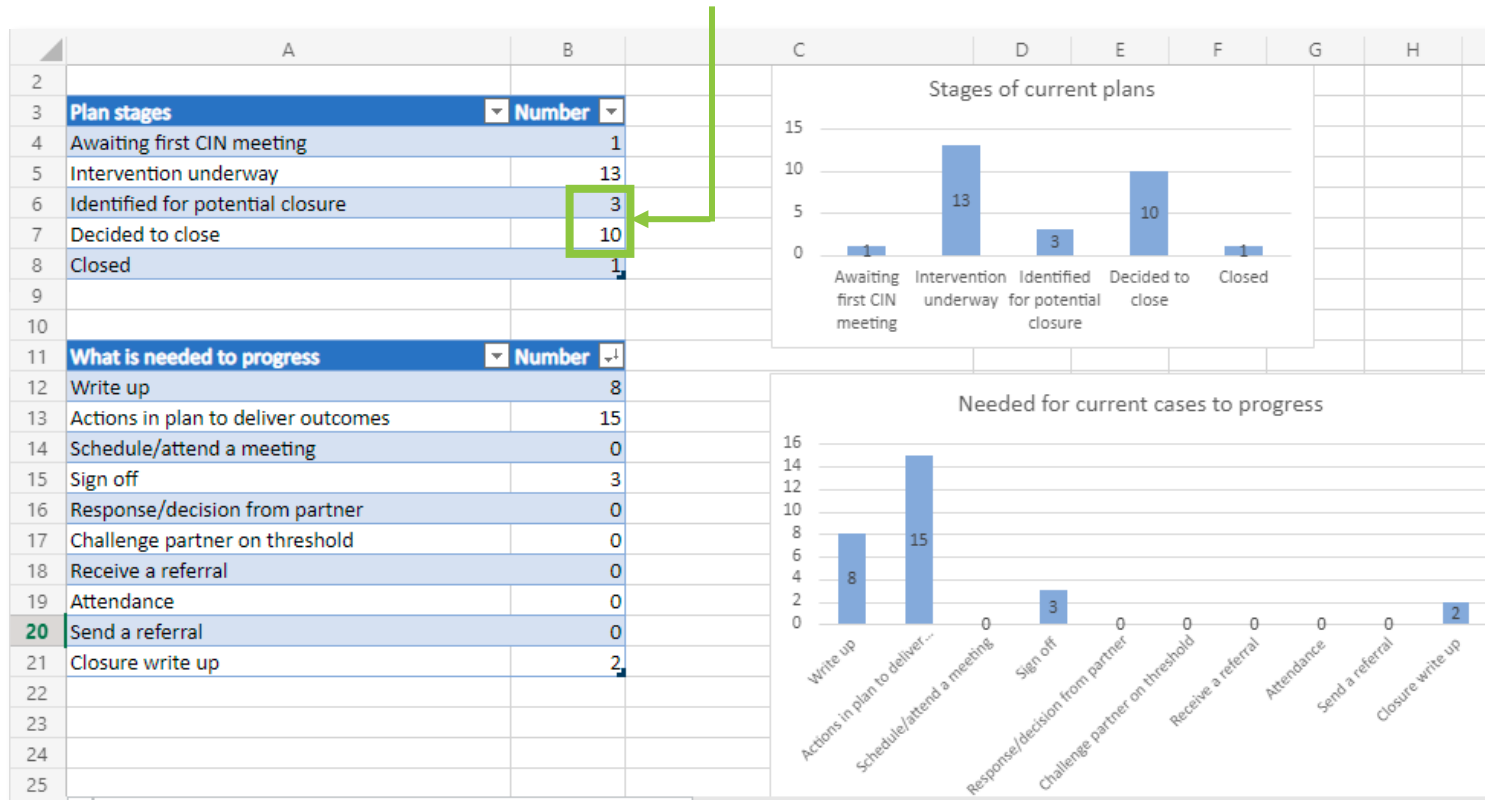 A B C D E F G H
2
3 Plan stages Number
4 Awaiting first CIN meeting 1
5 Intervention underway 13
6 Identified for potential closure 3
7 Decided to close 10
8 Closed 1
9
10
11 What is needed to progress Number
12 Write up 8
13 Actions in plan to deliver outcomes 15
14 Schedule/attend a meeting 0
15 Sign off 3
16 Response/decision from partner 0
17 Challenge partner on threshold 0
18 Receive a referral 0
19 Attendance 0
20 Send a referral 0
21 Closure write up 2
22
23
24
25
Stages of current plans
15
10
5
0
1 13 3 10 1
Awaiting Intervention Identified Decided to Closed
first CIN underway for potential close
meeting closure
Needed for current cases to progress
16
14
12
10
8
6
4
2
0
8 15 0 3 0 0 0 0 0 2
Write up
Actions in plan to deliver...
Schedule/attend a meeting
Sign off
Response/decision from partner
Challenge partner on threshold
Receive a referral
Attendance
Send a referral
Closure write up